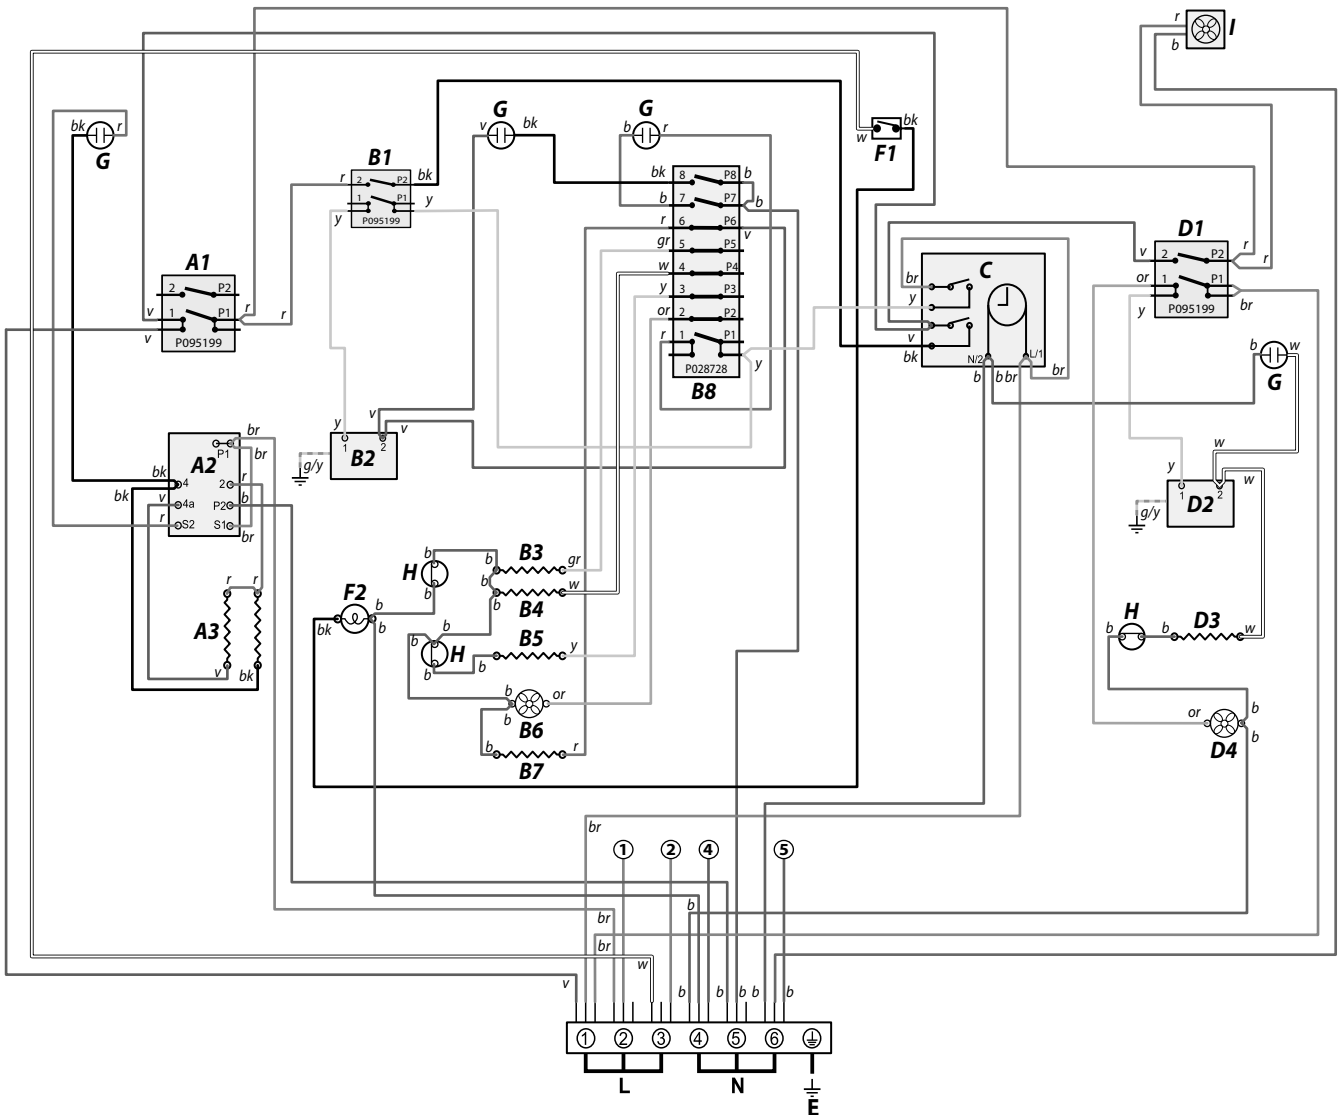 r
I
b
bk
r
G
v
G
bk
b
G
r
w
bk
F1
B1
r
2
P2
bk
1
P1
y
y
P095199
bk
8
P8
b
b
7
P7
b
r
6
P6
v
gr
5
P5
w
4
P4
y
3
P3
or
2
P2
r
1
P1
y
P028728
B8
A1
2
P2
v
1
P1
r
r
v
P095199
C
br
y
v
bk
N/2
L/1
b
b
br
br
D1
v
2
P2
r
r
or
1
P1
br
y
P095199
b
w
G
y
v
v
1
2
B2
g/y
br
P1
br
A2
bk
4
2
r
bk
v
4a
P2
b
r
S2
S1
br
w
w
y
1
2
D2
g/y
r
r
A3
v
bk
H
b
b
b
b
b
B3
gr
B4
w
F2
bk
b
b
b
b
H
b
b
B5
y
b
b
B6
or
b
B7
r
H
b
b
D3
w
or
b
b
D4
br
1
2
4
5
br
b
br
w
v
b
b
b
b
b
1
2
3
4
5
6
L
N
E